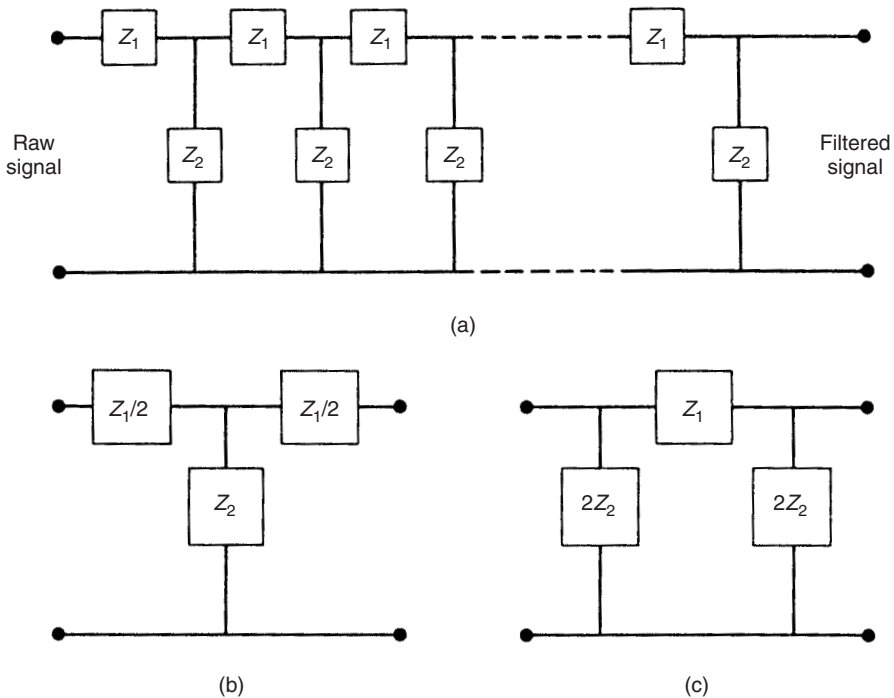 Z1 Z1 Z1 Z1
Raw signal
Z2 Z2 Z2 Z2
Filtered signal
(a)
Z1/2 Z1/2
Z2
(b)
Z1
2Z2 2Z2
(c)